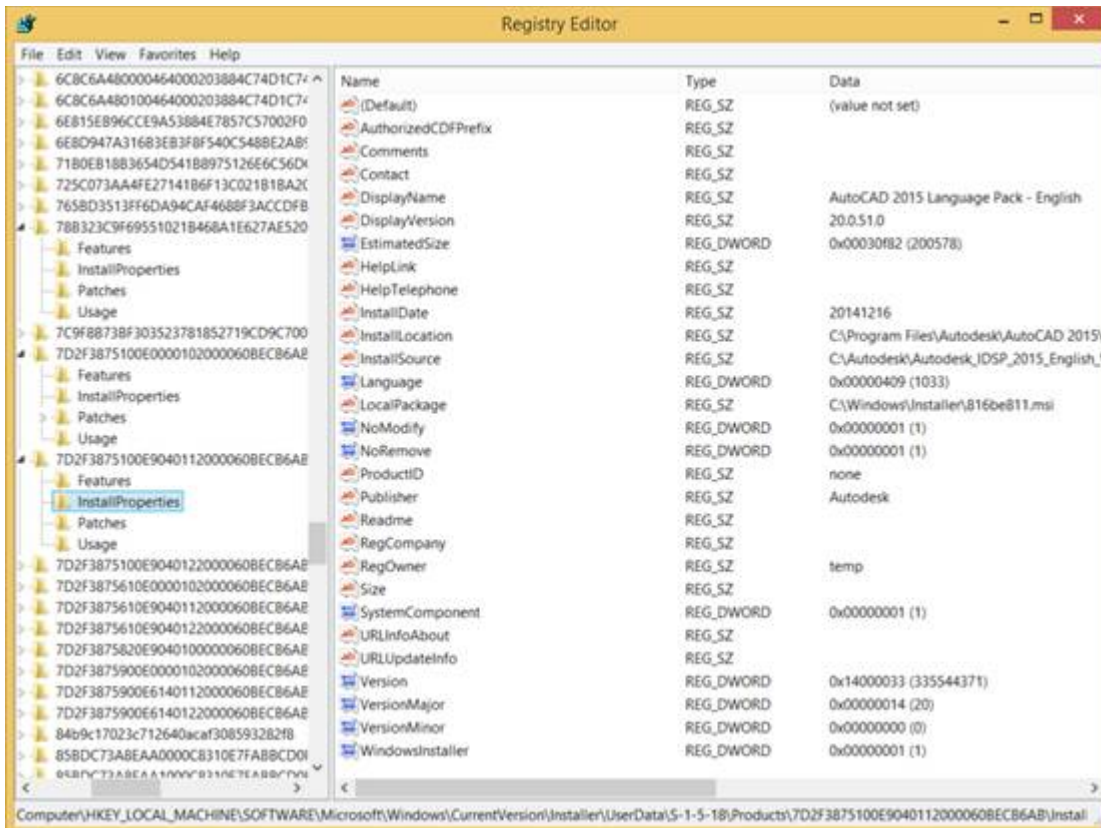 Registry Editor
File Edit View Favorites Help
6C8C6A480000464000203884C74D1C74
6C8C6A480100464000203884C74D1C74
6E815EB96CCE9A53884E7857C57002F0
6E8D947A31683EB3F8F540C548BE2AB9
71B0EB18B3654D541B8975126E6C56D
725C073AA4FE27141B6F13C021B1BA2
765BD3513FF6DA94CAF4688F3ACCDFB
78B323C9F69551021B468A1E627AE520
Features
InstallProperties
Patches
Usage
7C9F8B73BF303523781852719CD9C700
7D2F3875100E0000102000060BECB6AB
Features
InstallProperties
Patches
Usage
7D2F3875100E9040112000060BECB6AB
Features
InstallProperties
Patches
Usage
7D2F3875100E9040122000060BECB6AB
7D2F3875610E0000102000060BECB6AB
7D2F3875610E9040112000060BECB6AB
7D2F3875610E9040122000060BECB6AB
7D2F3875820E9040100000060BECB6AB
7D2F3875900E0000102000060BECB6AB
7D2F3875900E6140112000060BECB6AB
7D2F3875900E6140122000060BECB6AB
84b9c17023c712640acaf308593282f8
85BDC73A8EAA0000C8310E7FABBCD0
Name Type Data
(Default) REG_SZ (value not set)
AuthorizedCDFPrefix REG_SZ
Comments REG_SZ
Contact REG_SZ
DisplayName REG_SZ AutoCAD 2015 Language Pack - English
DisplayVersion REG_SZ 20.0.51.0
EstimatedSize REG_DWORD 0x00030f82 (200578)
HelpLink REG_SZ
HelpTelephone REG_SZ
InstallDate REG_SZ 20141216
InstallLocation REG_SZ C:\Program Files\Autodesk\AutoCAD 2015\
InstallSource REG_SZ C:\Autodesk\Autodesk_IDSP_2015_English_
Language REG_DWORD 0x00000409 (1033)
LocalPackage REG_SZ C:\Windows\Installer\816be811.msi
NoModify REG_DWORD 0x00000001 (1)
NoRemove REG_DWORD 0x00000001 (1)
ProductID REG_SZ none
Publisher REG_SZ Autodesk
Readme REG_SZ
RegCompany REG_SZ
RegOwner REG_SZ temp
Size REG_SZ
SystemComponent REG_DWORD 0x00000001 (1)
URLInfoAbout REG_SZ
URLUpdateInfo REG_SZ
Version REG_DWORD 0x14000033 (335544371)
VersionMajor REG_DWORD 0x00000014 (20)
VersionMinor REG_DWORD 0x00000000 (0)
WindowsInstaller REG_DWORD 0x00000001 (1)
Computer\HKEY_LOCAL_MACHINE\SOFTWARE\Microsoft\Windows\CurrentVersion\Installer\UserData\S-1-5-18\Products\7D2F3875100E9040112000060BECB6AB\Install